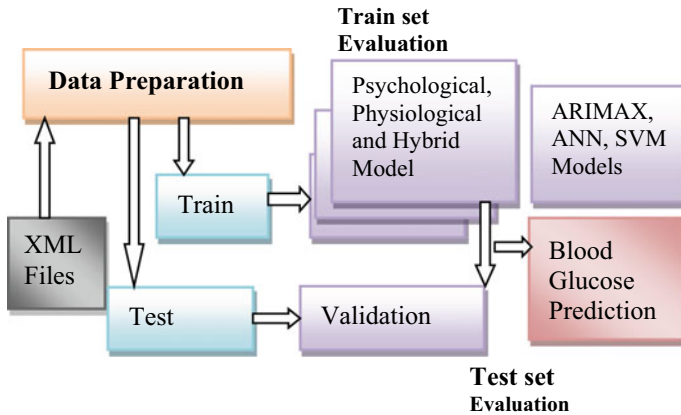 Train set
Evaluation
Data Preparation
Psychological,
Physiological
and Hybrid
Model
ARIMAX,
ANN, SVM
Models
Train
XML
Files
Blood
Glucose
Prediction
Test
Validation
Test set
Evaluation